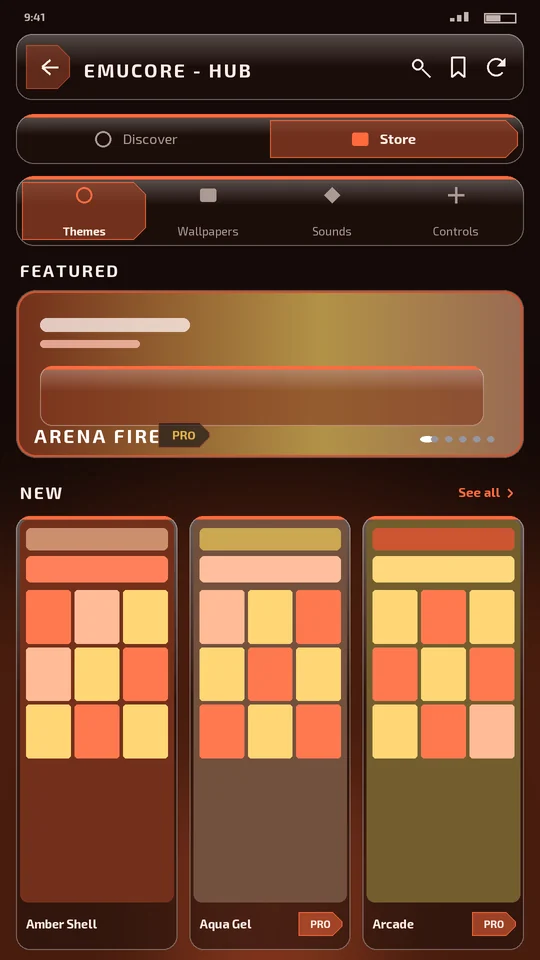 9:41
EMUCORE - HUB
Discover
Store
Themes
Wallpapers
Sounds
Controls
FEATURED
ARENA FIRE PRO
NEW
See all
Amber Shell
Aqua Gel PRO
Arcade PRO